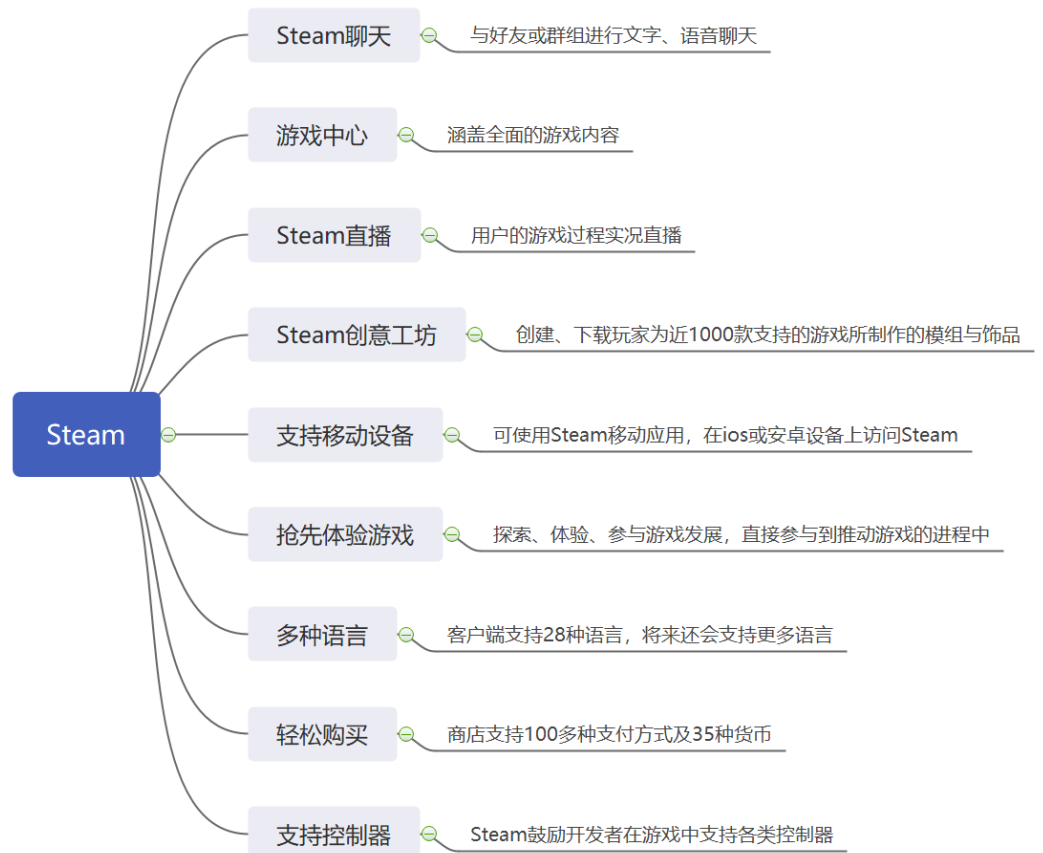 Steam
Steam聊天
与好友或群组进行文字、语音聊天
游戏中心
涵盖全面的游戏内容
Steam直播
用户的游戏过程实况直播
Steam创意工坊
创建、下载玩家为近1000款支持的游戏所制作的模组与饰品
支持移动设备
可使用Steam移动应用，在ios或安卓设备上访问Steam
抢先体验游戏
探索、体验、参与游戏发展，直接参与到推动游戏的进程中
多种语言
客户端支持28种语言，将来还会支持更多语言
轻松购买
商店支持100多种支付方式及35种货币
支持控制器
Steam鼓励开发者在游戏中支持各类控制器